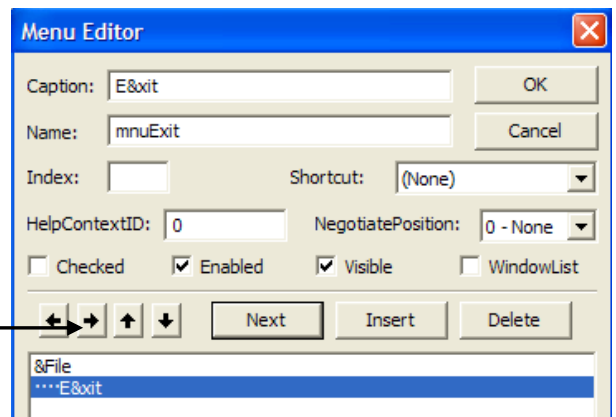 Menu Editor
Caption: E&xit OK
Name: mnuExit Cancel
Index: Shortcut: (None)
HelpContextID: 0 NegotiatePosition: 0 - None
Checked Enabled Visible WindowList
Next Insert Delete
&File
····E&xit